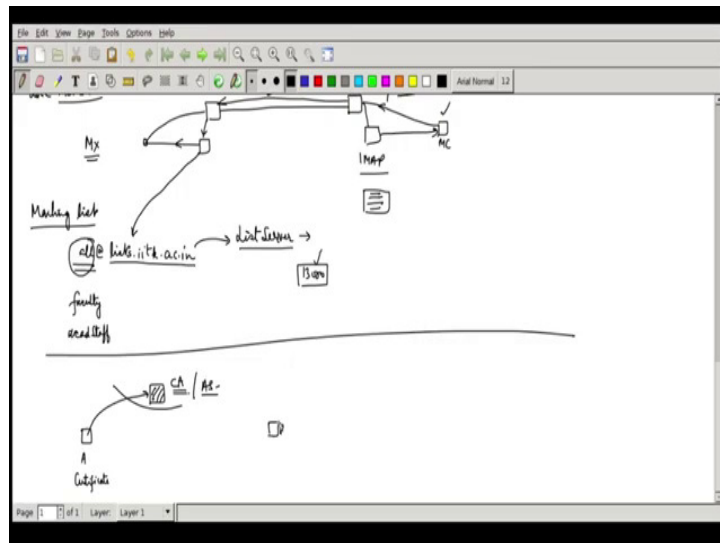 File Edit View Page Tools Options Help
Arial Normal 12
MX
IMAP
MC
list
all@ lists.iitk.ac.in
List Server
faculty
acad staff
CA / AS
A
B
Certificate
Page 1 of 1 Layer: Layer 1